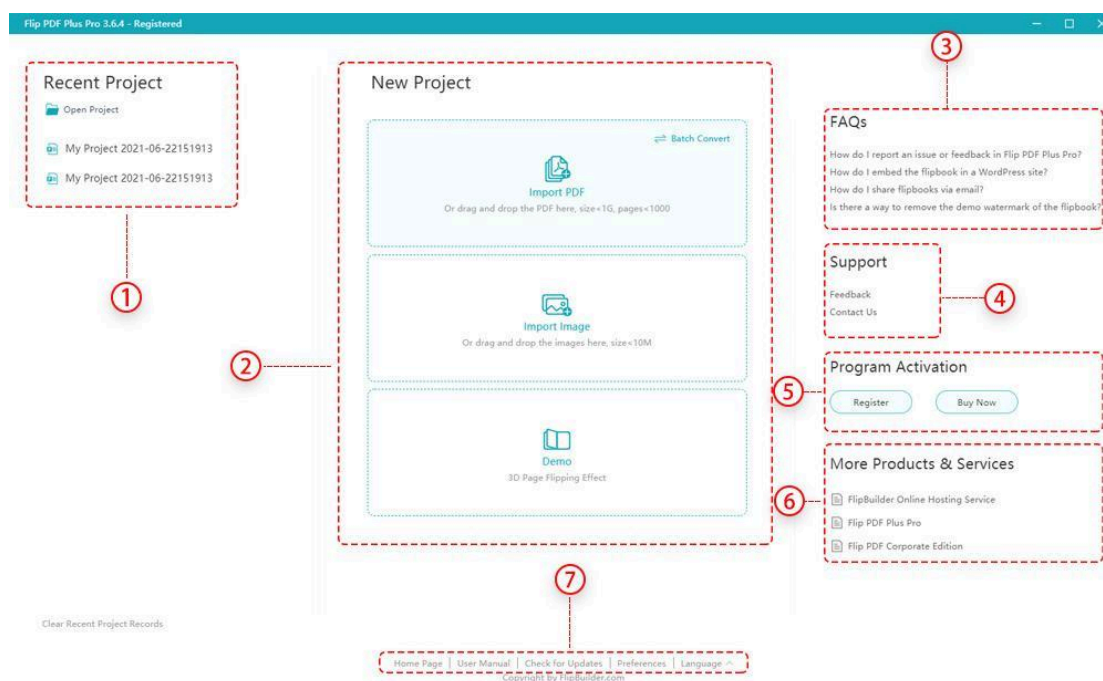 Flip PDF Plus Pro 3.6.4 - Registered
Recent Project
Open Project
My Project 2021-06-22151913
My Project 2021-06-22151913
1
Clear Recent Project Records
New Project
Batch Convert
Import PDF
Or drag and drop the PDF here, size<1G, pages<1000
Import Image
Or drag and drop the images here, size<10M
Demo
3D Page Flipping Effect
2
3
FAQs
How do I report an issue or feedback in Flip PDF Plus Pro?
How do I embed the flipbook in a WordPress site?
How do I share flipbooks via email?
Is there a way to remove the demo watermark of the flipbook?
Support
Feedback
Contact Us
4
5
Program Activation
Register Buy Now
6
More Products & Services
FlipBuilder Online Hosting Service
Flip PDF Plus Pro
Flip PDF Corporate Edition
7
Home Page | User Manual | Check for Updates | Preferences | Language
Copyright by FlipBuilder.com